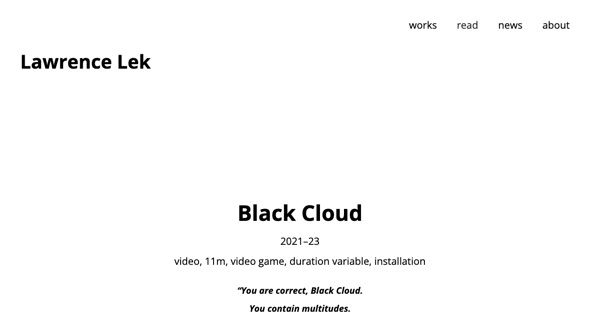 works read news about
Lawrence Lek
Black Cloud
2021–23
video, 11m, video game, duration variable, installation
“You are correct, Black Cloud.
You contain multitudes.